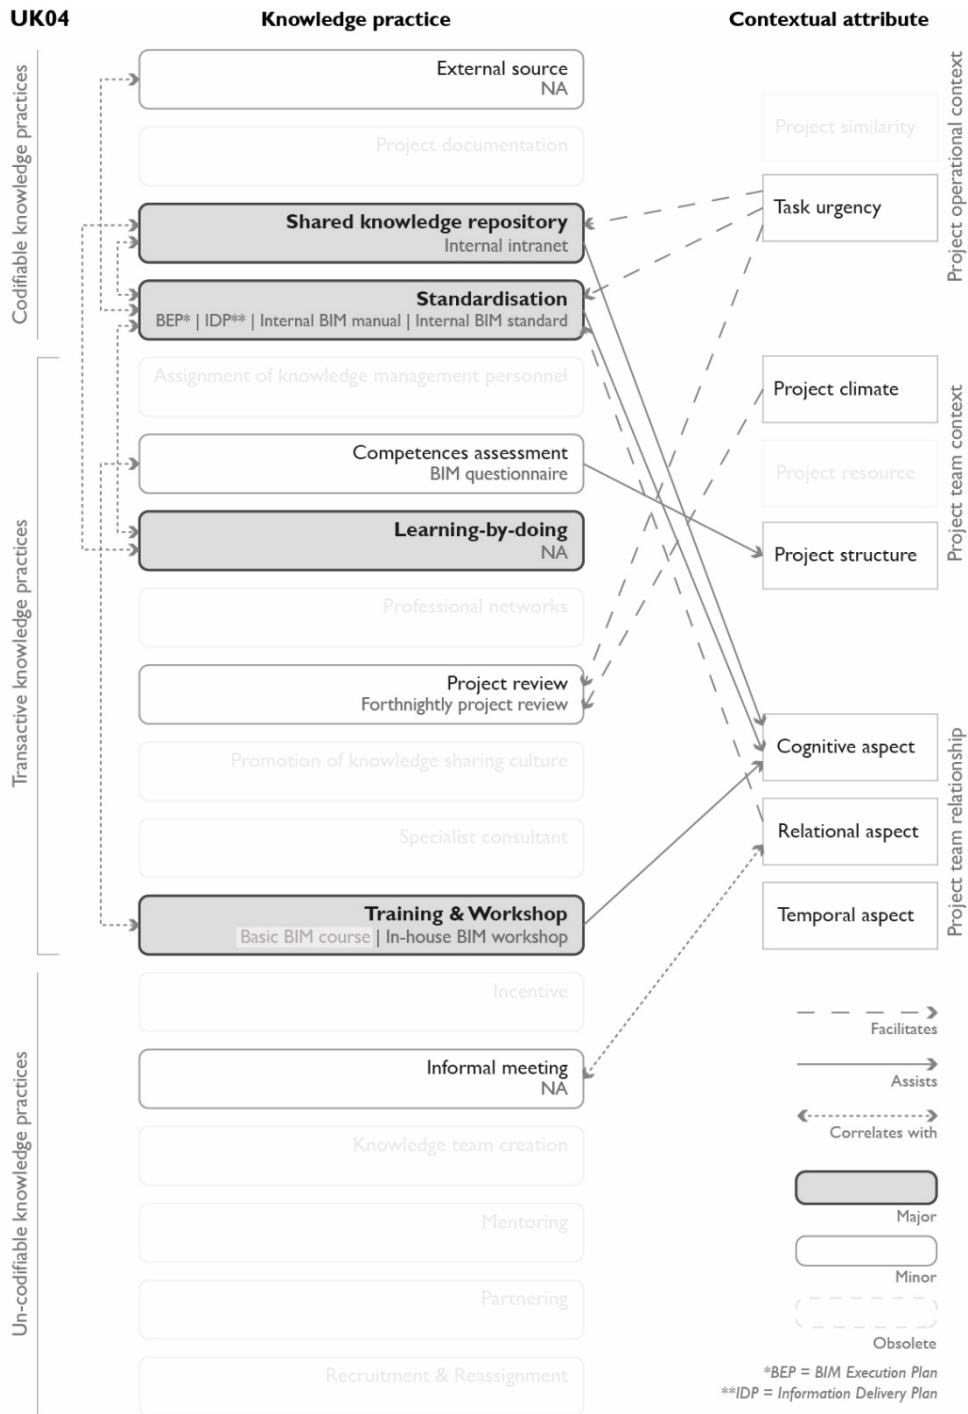 UK04
Knowledge practice
Contextual attribute
Codifiable knowledge practices
External source
NA
Project documentation
Shared knowledge repository
Internal intranet
Standardisation
BEP* | IDP** | Internal BIM manual | Internal BIM standard
Transactive knowledge practices
Assignment of knowledge management personnel
Competences assessment
BIM questionnaire
Learning-by-doing
NA
Professional networks
Project review
Forthnightly project review
Promotion of knowledge sharing culture
Specialist consultant
Training & Workshop
Basic BIM course | In-house BIM workshop
Un-codifiable knowledge practices
Incentive
Informal meeting
NA
Knowledge team creation
Mentoring
Partnering
Recruitment & Reassignment
Project operational context
Project similarity
Task urgency
Project team context
Project climate
Project resource
Project structure
Project team relationship
Cognitive aspect
Relational aspect
Temporal aspect
Facilitates
Assists
Correlates with
Major
Minor
Obsolete
*BEP = BIM Execution Plan
**IDP = Information Delivery Plan